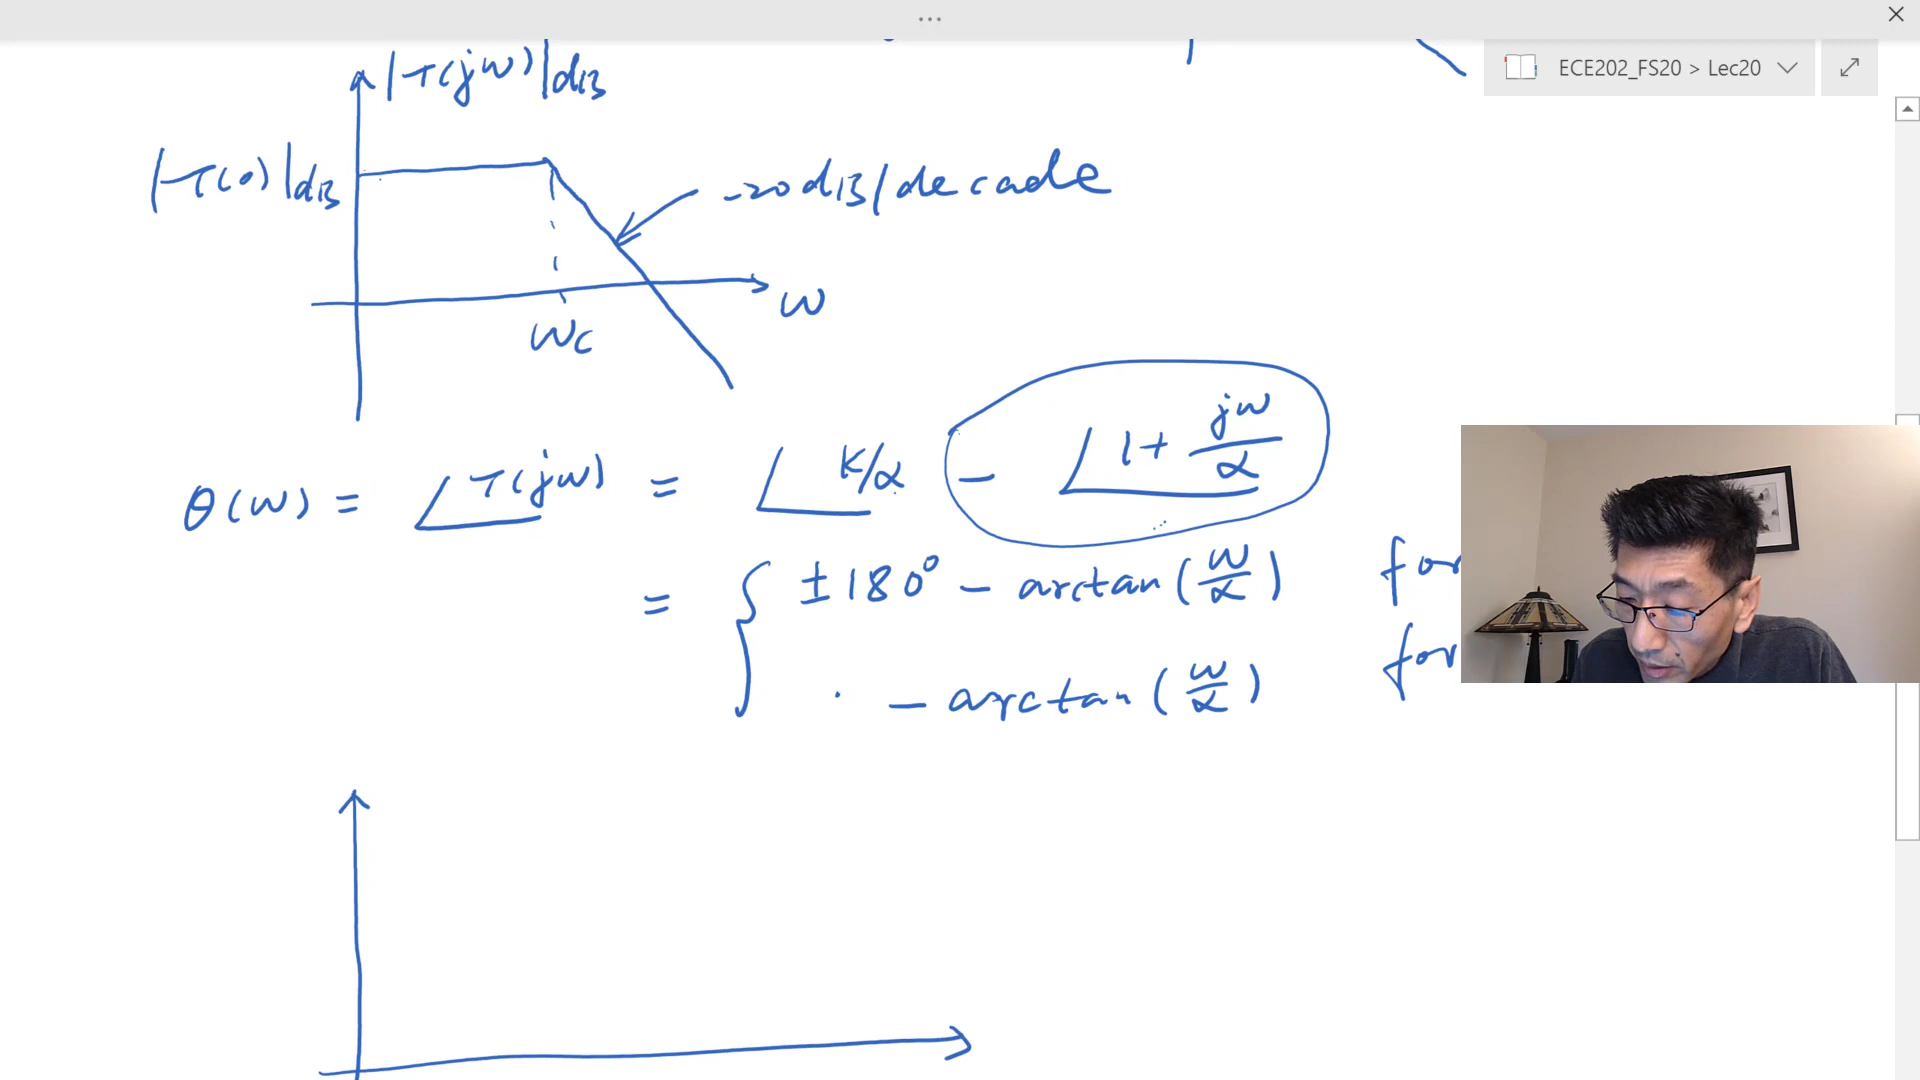 ECE202_FS20 > Lec20
|T(jω)|dB
|T(0)|dB
-20dB/decade
ω
ωc
θ(ω) = ∠T(jω) = ∠K/α - ∠1 + jω/α
= { ±180° - arctan(ω/α) for
- arctan(ω/α) for